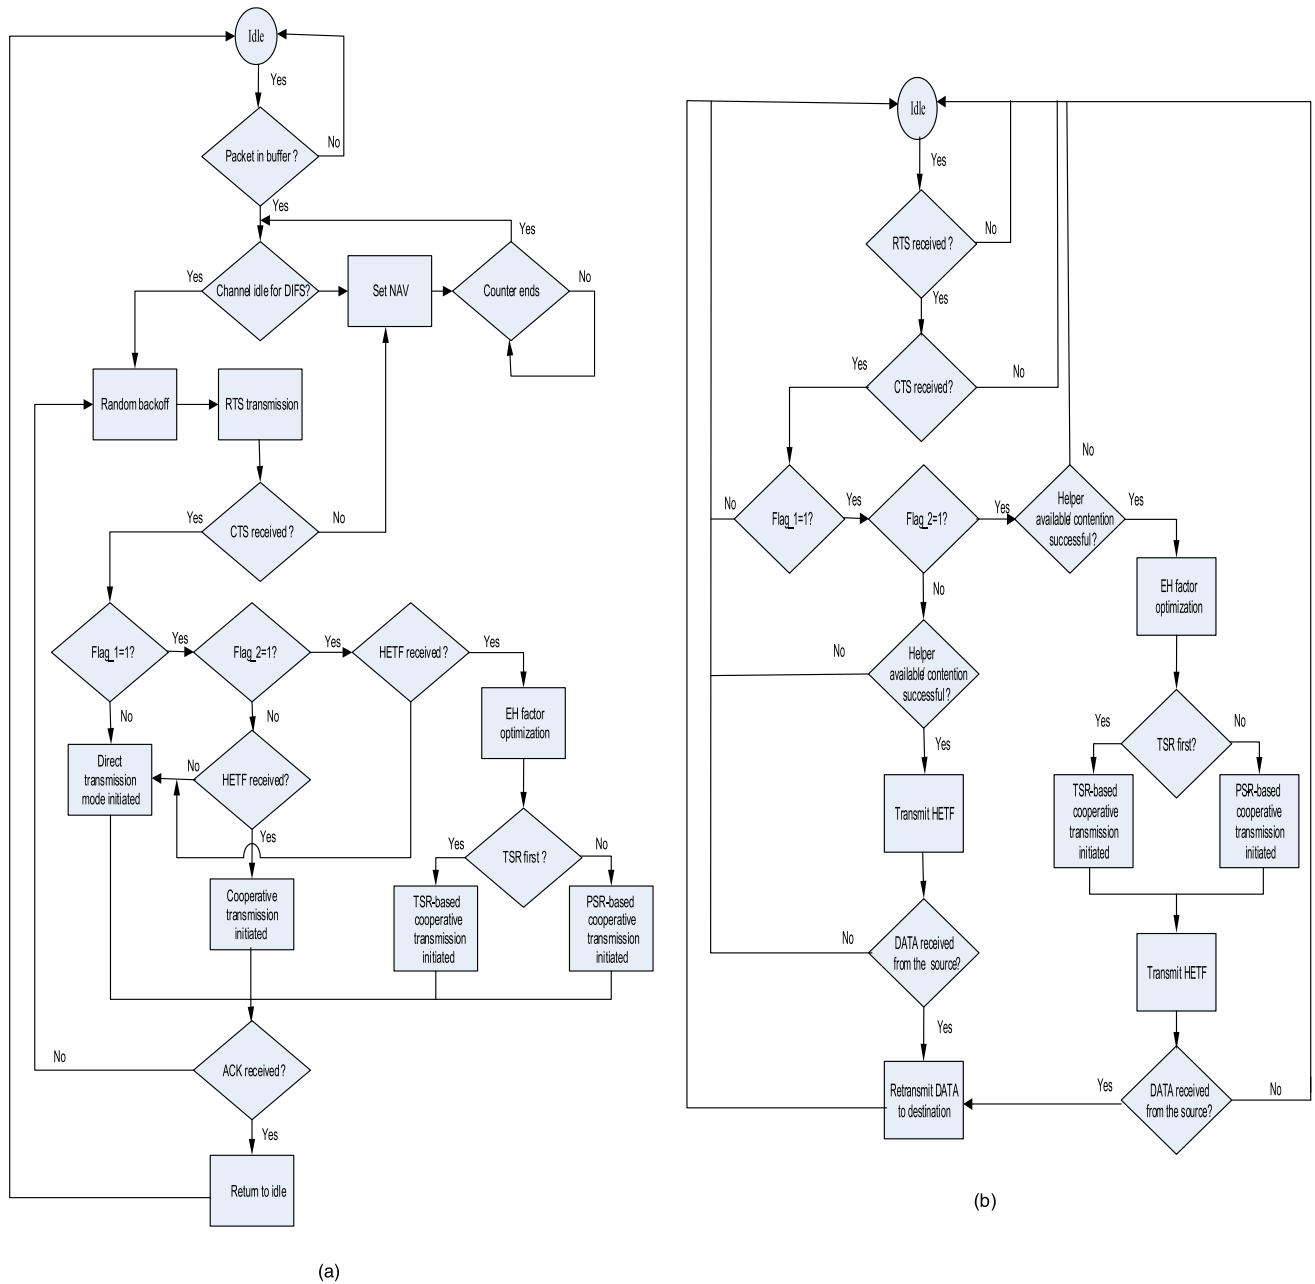 Idle
Yes
Packet in buffer ?
No
Yes
Channel idle for DIFS?
Yes
Set NAV
Counter ends
Yes
No
Random backoff
RTS transmission
CTS received ?
Yes
No
Flag_1=1?
Yes
Flag_2=1?
Yes
HETF received ?
Yes
No
No
EH factor
optimization
Direct
transmission
mode initiated
No
HETF received?
Yes
Yes
TSR first ?
No
Cooperative
transmission
initiated
TSR-based
cooperative
transmission
initiated
PSR-based
cooperative
transmission
initiated
No
ACK received?
Yes
Return to idle
(a)
Idle
Yes
RTS received ?
No
Yes
CTS received?
Yes
No
No
Flag_1=1?
Yes
Flag_2=1?
Yes
Helper
available/ contention
successful ?
No
Yes
EH factor
optimization
No
Helper
available/ contention
successful ?
No
Yes
Yes
TSR first?
No
Transmit HETF
TSR-based
cooperative
transmission
initiated
PSR-based
cooperative
transmission
initiated
No
DATA received
from the source?
Yes
Transmit HETF
Retransmit DATA
to destination
Yes
DATA received
from the source?
No
(b)